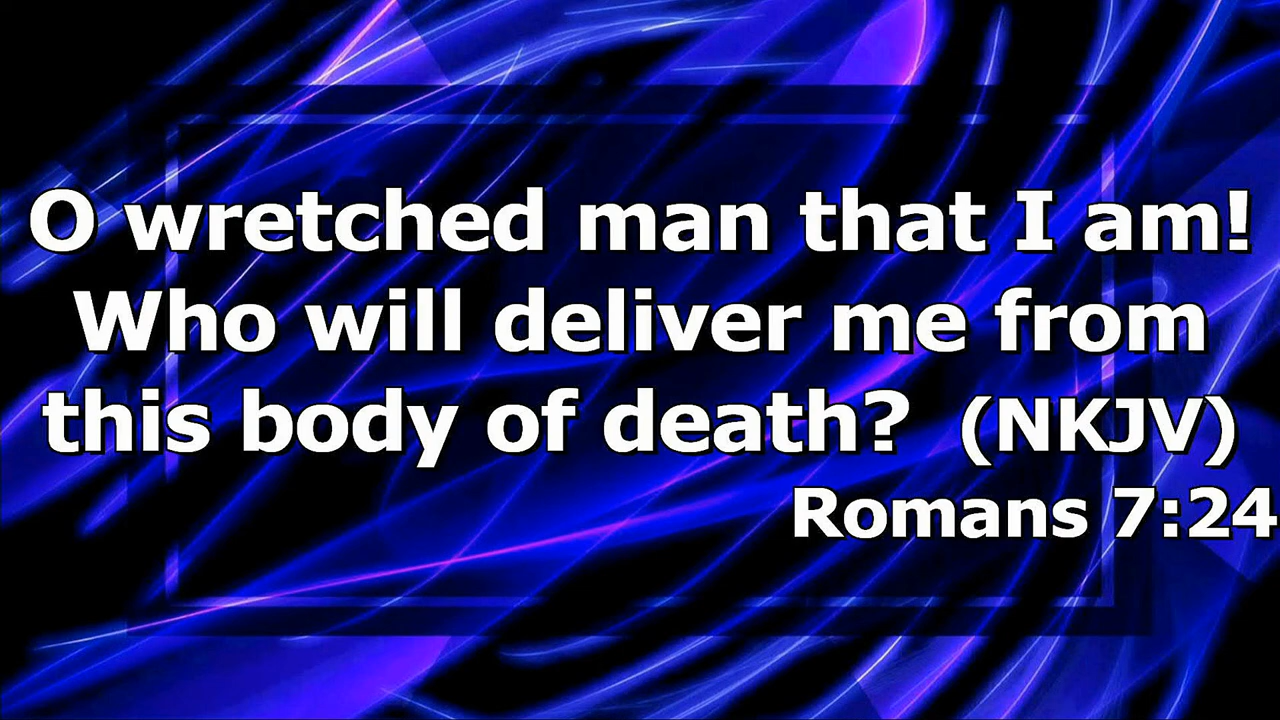 O wretched man that I am!
Who will deliver me from
this body of death? (NKJV)
Romans 7:24